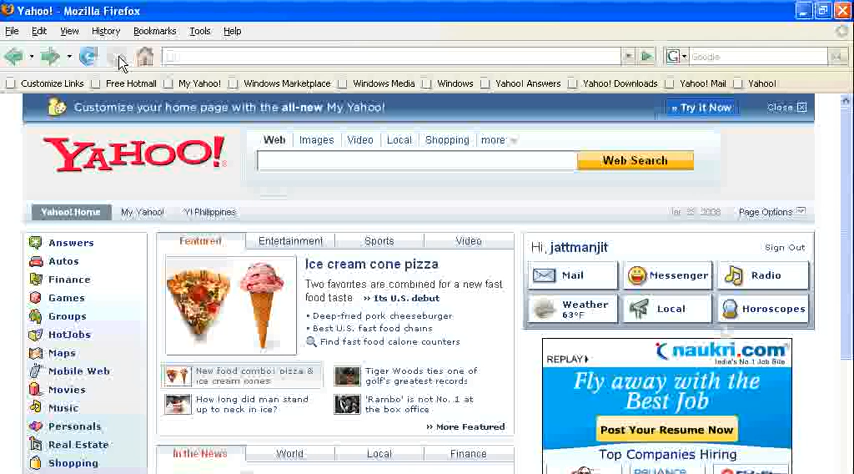 Yahoo! - Mozilla Firefox
File Edit View History Bookmarks Tools Help
Google
Customize Links Free Hotmail My Yahoo! Windows Marketplace Windows Media Windows Yahoo! Answers Yahoo! Downloads Yahoo! Mail Yahoo!
Customize your home page with the all-new My Yahoo! » Try it Now Close
Web Images Video Local Shopping more
YAHOO!
Web Search
Yahoo! Home My Yahoo! Y! Philippines 2008 Page Options
Answers
Autos
Finance
Games
Groups
HotJobs
Maps
Mobile Web
Movies
Music
Personals
Real Estate
Shopping
Featured Entertainment Sports Video
Ice cream cone pizza
Two favorites are combined for a new fast
food taste » Its U.S. debut
• Deep-fried pork cheeseburger
• Best U.S. fast food chains
Find fast food calorie counters
New food combo: pizza &
ice cream cones
Tiger Woods ties one of
golf's greatest records
How long did man stand
up to neck in ice?
'Rambo' is not No. 1 at
the box office
» More Featured
In the News World Local Finance
Hi, jattmanjit Sign Out
Mail Messenger Radio
Weather
63°F
Local Horoscopes
REPLAY
naukri.com
India's No.1 Job Site
Fly away with the
Best Job
Post Your Resume Now
Top Companies Hiring
RELIANCE